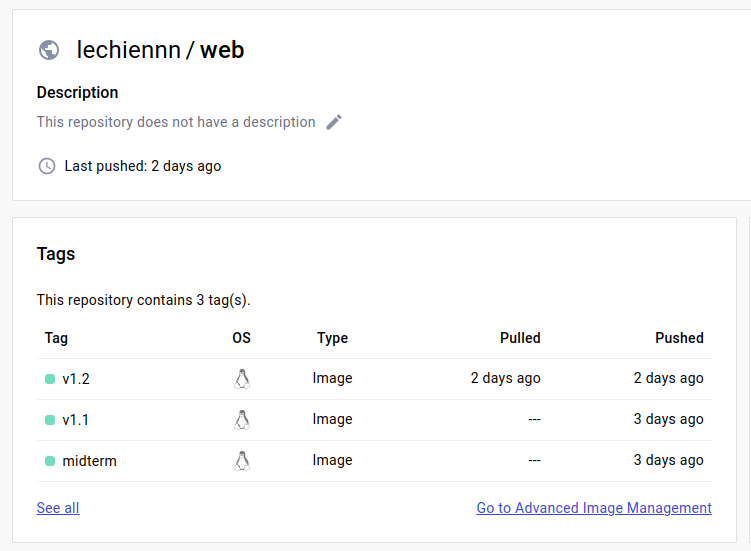 lechiennn / web
Description
This repository does not have a description
Last pushed: 2 days ago
Tags
This repository contains 3 tag(s).
Tag OS Type Pulled Pushed
v1.2 Image 2 days ago 2 days ago
v1.1 Image --- 3 days ago
midterm Image --- 3 days ago
See all Go to Advanced Image Management